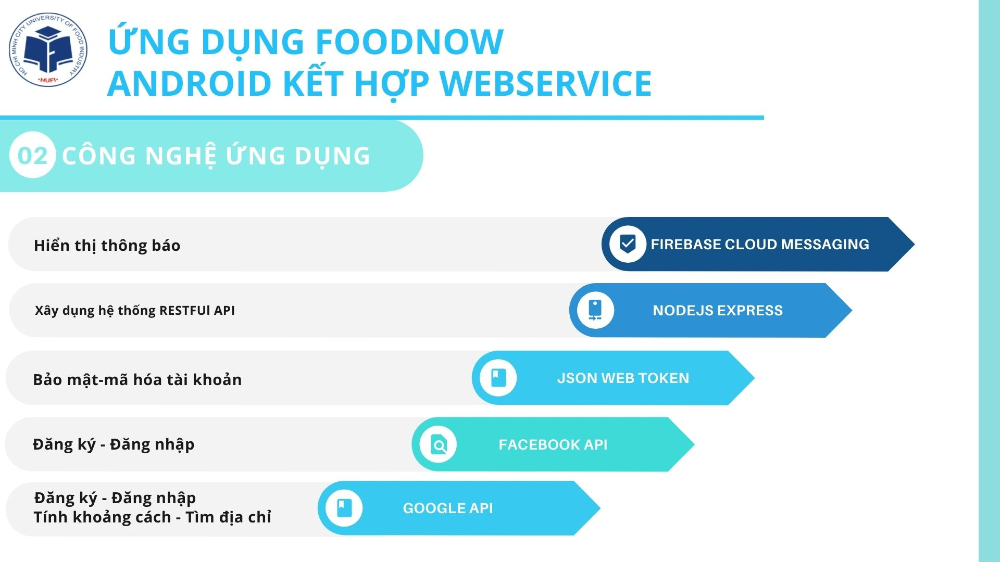 HO CHI MINH CITY UNIVERSITY OF FOOD INDUSTRY
•HUFI•
ỨNG DỤNG FOODNOW
ANDROID KẾT HỢP WEBSERVICE
02 CÔNG NGHỆ ỨNG DỤNG
Hiển thị thông báo
FIREBASE CLOUD MESSAGING
Xây dụng hệ thống RESTFUl API
NODEJS EXPRESS
Bảo mật-mã hóa tài khoản
JSON WEB TOKEN
Đăng ký - Đăng nhập
FACEBOOK API
Đăng ký - Đăng nhập
Tính khoảng cách - Tìm địa chỉ
GOOGLE API